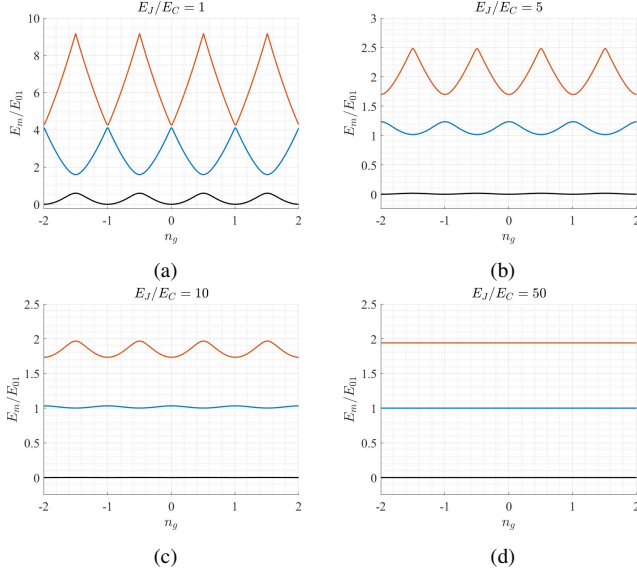 E_J/E_C = 1
10
8
6
4
2
0
E_m/E_01
-2
-1
0
1
2
n_g
(a)
E_J/E_C = 5
3
2.5
2
1.5
1
0.5
0
E_m/E_01
-2
-1
0
1
2
n_g
(b)
E_J/E_C = 10
2.5
2
1.5
1
0.5
0
E_m/E_01
-2
-1
0
1
2
n_g
(c)
E_J/E_C = 50
2.5
2
1.5
1
0.5
0
E_m/E_01
-2
-1
0
1
2
n_g
(d)